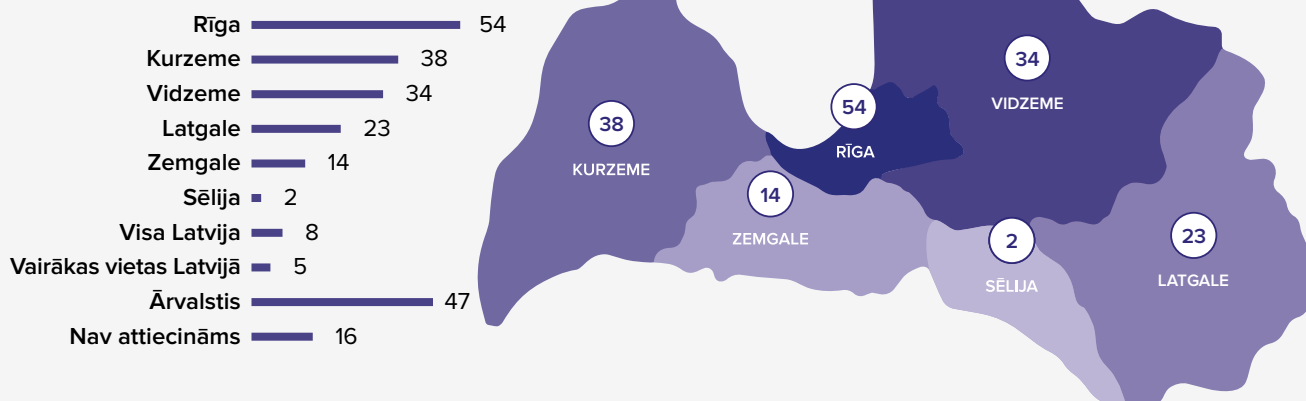 Rīga 54
Kurzeme 38
Vidzeme 34
Latgale 23
Zemgale 14
Sēlija 2
Visa Latvija 8
Vairākas vietas Latvijā 5
Ārvalstis 47
Nav attiecināms 16
34
VIDZEME
54
RĪGA
38
KURZEME
14
ZEMGALE
2
SĒLIJA
23
LATGALE